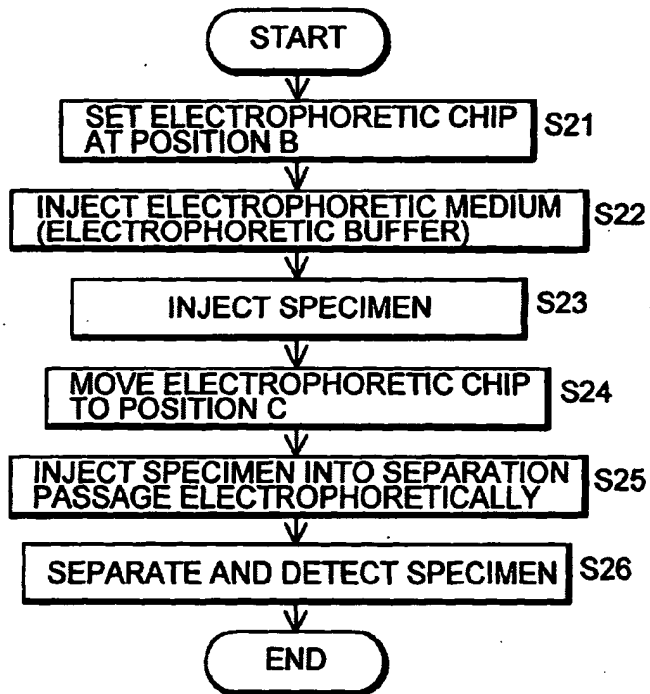 START
SET ELECTROPHORETIC CHIP
AT POSITION B
S21
INJECT ELECTROPHORETIC MEDIUM
(ELECTROPHORETIC BUFFER)
S22
INJECT SPECIMEN
S23
MOVE ELECTROPHORETIC CHIP
TO POSITION C
S24
INJECT SPECIMEN INTO SEPARATION
PASSAGE ELECTROPHORETICALLY
S25
SEPARATE AND DETECT SPECIMEN
S26
END